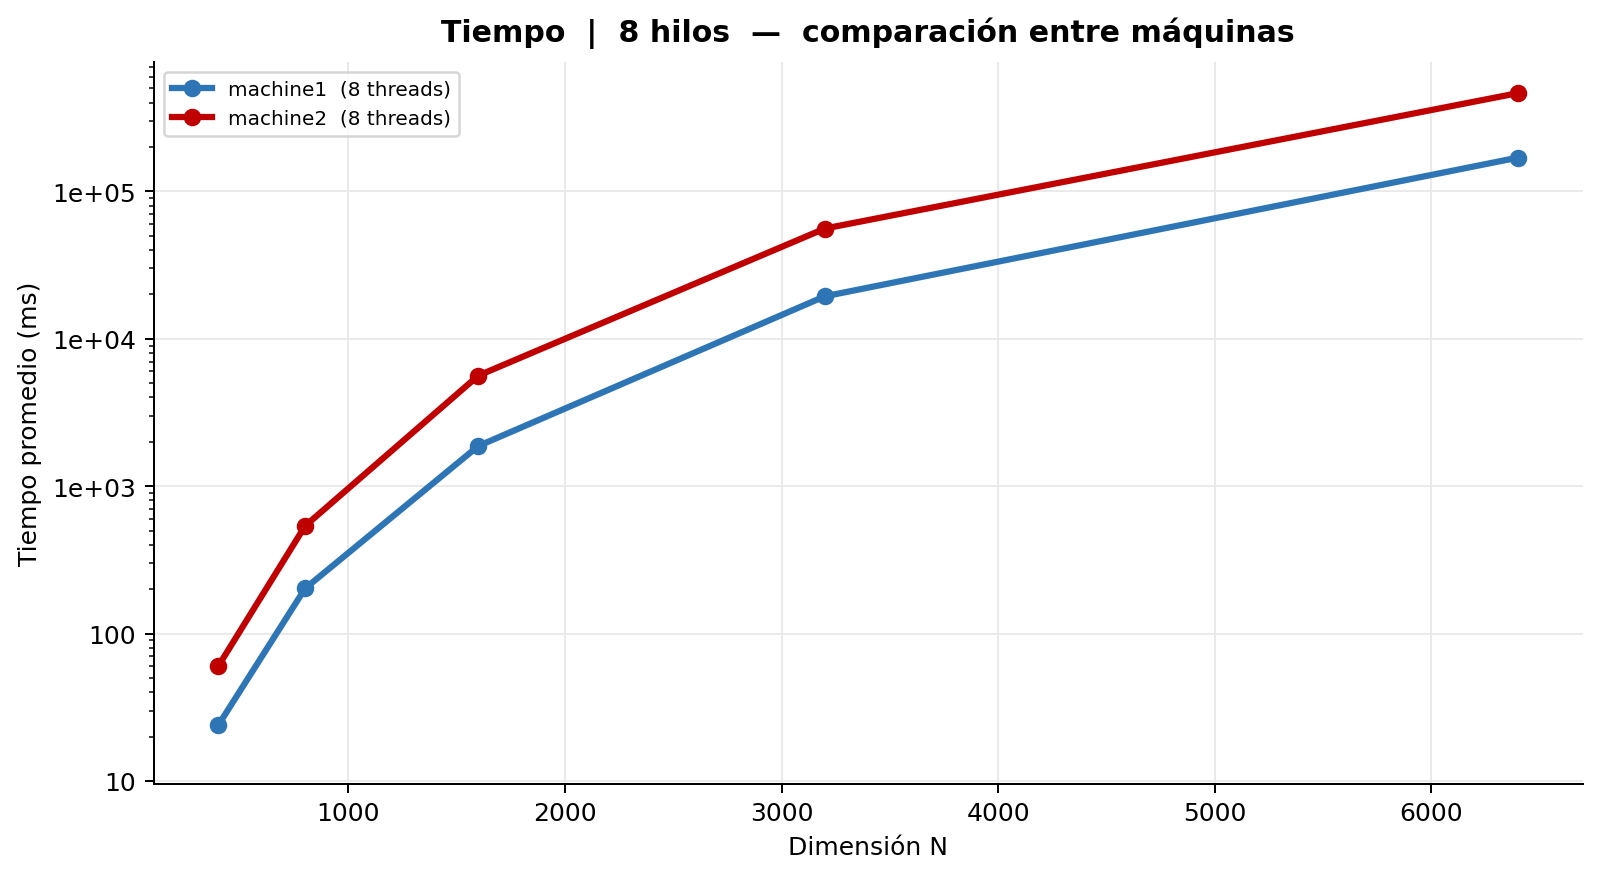 Tiempo | 8 hilos — comparación entre máquinas
machine1 (8 threads)
machine2 (8 threads)
Tiempo promedio (ms)
1e+05
1e+04
1e+03
100
10
1000 2000 3000 4000 5000 6000
Dimensión N